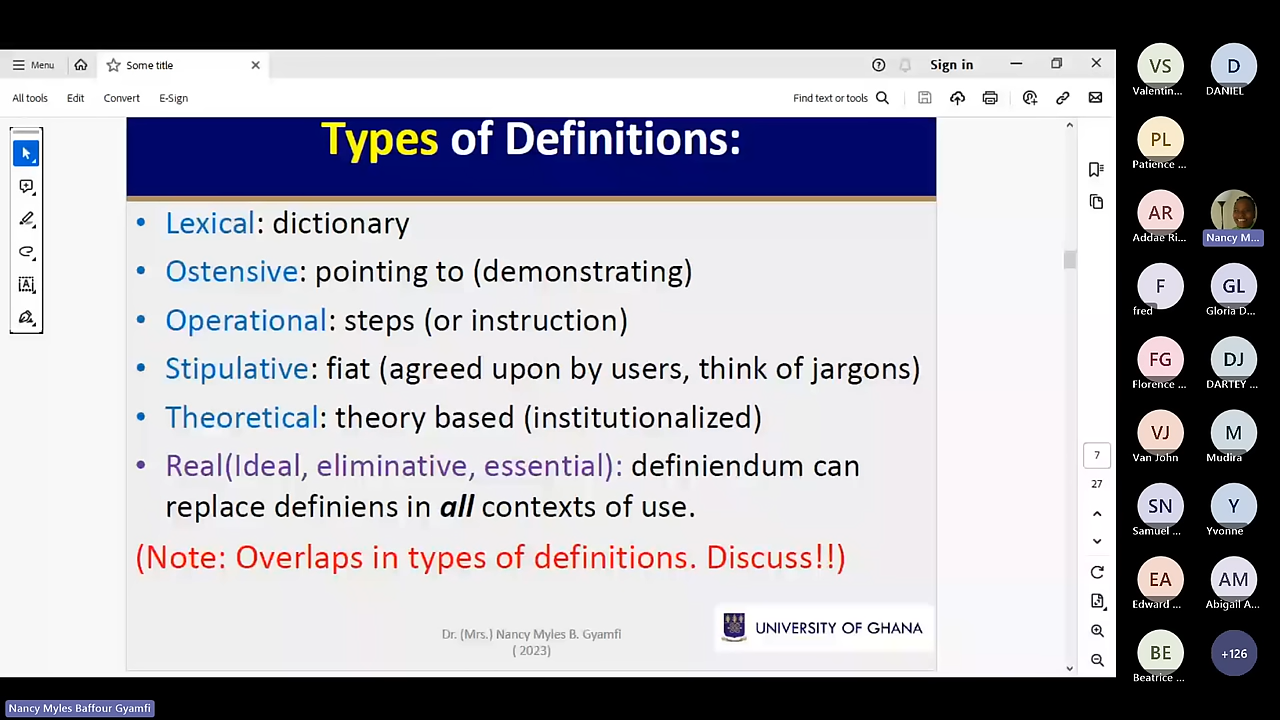 Menu
Some title
Sign in
All tools
Edit
Convert
E-Sign
Find text or tools
Types of Definitions:
• Lexical: dictionary
• Ostensive: pointing to (demonstrating)
• Operational: steps (or instruction)
• Stipulative: fiat (agreed upon by users, think of jargons)
• Theoretical: theory based (institutionalized)
• Real(Ideal, eliminative, essential): definiendum can
replace definiens in all contexts of use.
(Note: Overlaps in types of definitions. Discuss!!)
Dr. (Mrs.) Nancy Myles B. Gyamfi
( 2023)
UNIVERSITY OF GHANA
7
27
VS
Valentin...
D
DANIEL
PL
Patience ...
AR
Addae Ri...
Nancy M...
F
fred
GL
Gloria D...
FG
Florence ...
DJ
DARTEY ...
VJ
Van John
M
Mudira
SN
Samuel ...
Y
Yvonne
EA
Edward ...
AM
Abigail A...
BE
Beatrice ...
+126
Nancy Myles Baffour Gyamfi